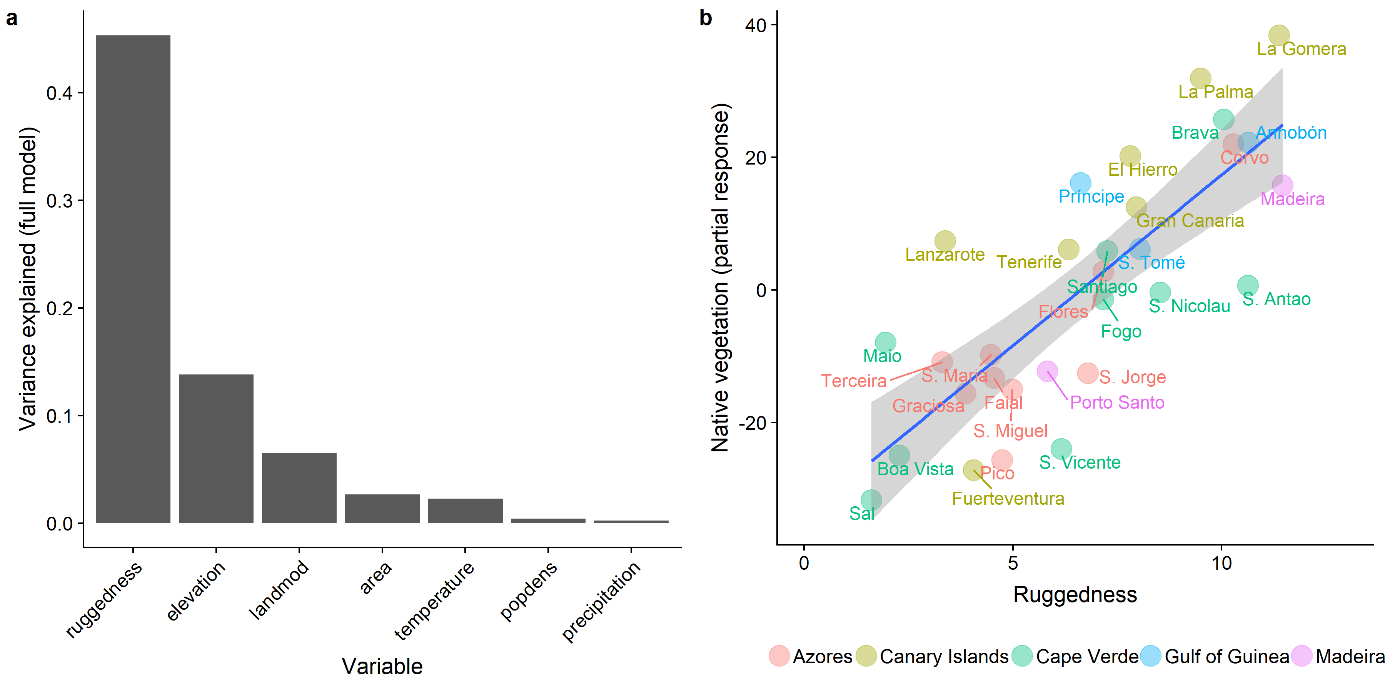 a
Variance explained (full model)
0.4
0.3
0.2
0.1
0.0
ruggedness
elevation
landmod
area
temperature
popdens
precipitation
Variable
b
Native vegetation (partial response)
40
20
0
-20
La Gomera
La Palma
Brava
Annobón
Corvo
El Hierro
Príncipe
Madeira
Gran Canaria
Lanzarote
Tenerife
S. Tomé
Santiago
S. Antao
Flores
S. Nicolau
Fogo
Maio
Terceira
S. Maria
S. Jorge
Graciosa
Faial
Porto Santo
S. Miguel
S. Vicente
Boa Vista
Pico
Fuerteventura
Sal
0
5
10
Ruggedness
Azores
Canary Islands
Cape Verde
Gulf of Guinea
Madeira